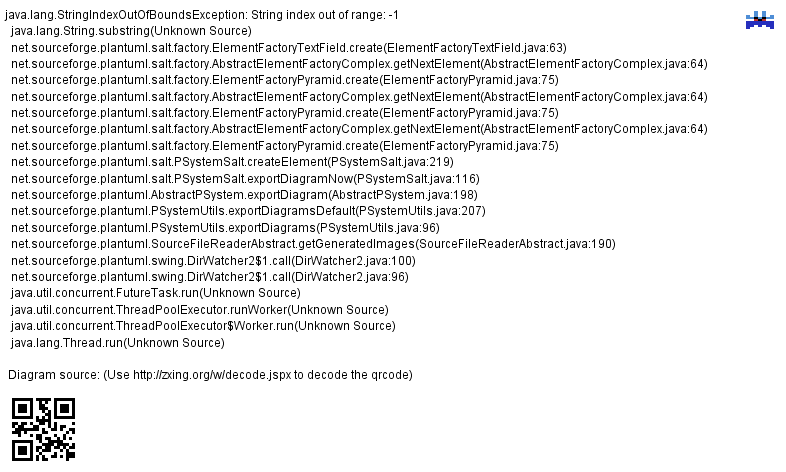 java.lang.StringIndexOutOfBoundsException: String index out of range: -1
java.lang.String.substring(Unknown Source)
net.sourceforge.plantuml.salt.factory.ElementFactoryTextField.create(ElementFactoryTextField.java:63)
net.sourceforge.plantuml.salt.factory.AbstractElementFactoryComplex.getNextElement(AbstractElementFactoryComplex.java:64)
net.sourceforge.plantuml.salt.factory.ElementFactoryPyramid.create(ElementFactoryPyramid.java:75)
net.sourceforge.plantuml.salt.factory.AbstractElementFactoryComplex.getNextElement(AbstractElementFactoryComplex.java:64)
net.sourceforge.plantuml.salt.factory.ElementFactoryPyramid.create(ElementFactoryPyramid.java:75)
net.sourceforge.plantuml.salt.factory.AbstractElementFactoryComplex.getNextElement(AbstractElementFactoryComplex.java:64)
net.sourceforge.plantuml.salt.factory.ElementFactoryPyramid.create(ElementFactoryPyramid.java:75)
net.sourceforge.plantuml.salt.PSystemSalt.createElement(PSystemSalt.java:219)
net.sourceforge.plantuml.salt.PSystemSalt.exportDiagramNow(PSystemSalt.java:116)
net.sourceforge.plantuml.AbstractPSystem.exportDiagram(AbstractPSystem.java:198)
net.sourceforge.plantuml.PSystemUtils.exportDiagramsDefault(PSystemUtils.java:207)
net.sourceforge.plantuml.PSystemUtils.exportDiagrams(PSystemUtils.java:96)
net.sourceforge.plantuml.SourceFileReaderAbstract.getGeneratedImages(SourceFileReaderAbstract.java:190)
net.sourceforge.plantuml.swing.DirWatcher2$1.call(DirWatcher2.java:100)
net.sourceforge.plantuml.swing.DirWatcher2$1.call(DirWatcher2.java:96)
java.util.concurrent.FutureTask.run(Unknown Source)
java.util.concurrent.ThreadPoolExecutor.runWorker(Unknown Source)
java.util.concurrent.ThreadPoolExecutor$Worker.run(Unknown Source)
java.lang.Thread.run(Unknown Source)
Diagram source: (Use http://zxing.org/w/decode.jspx to decode the qrcode)